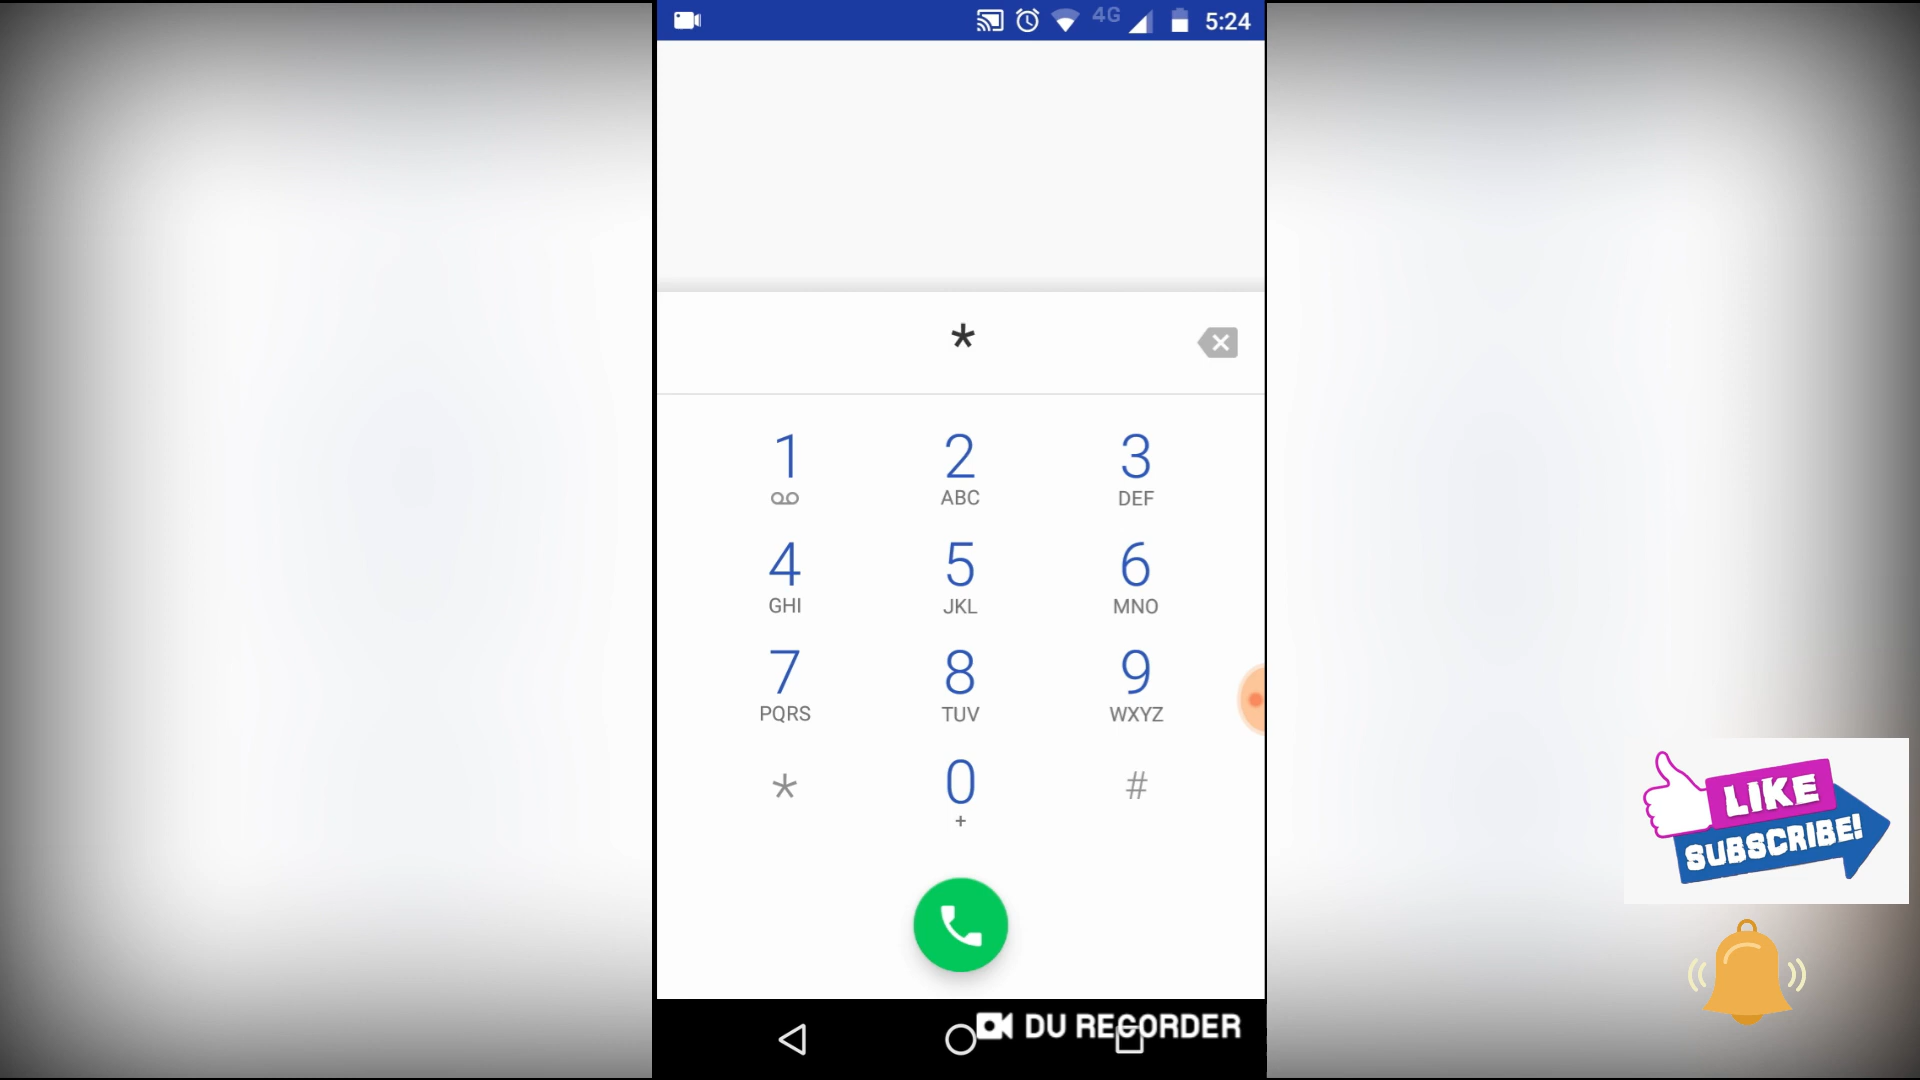 4G 5:24
*
1 2 3
ABC DEF
4 5 6
GHI JKL MNO
7 8 9
PQRS TUV WXYZ
* 0 #
+
LIKE
SUBSCRIBE!
DU RECORDER